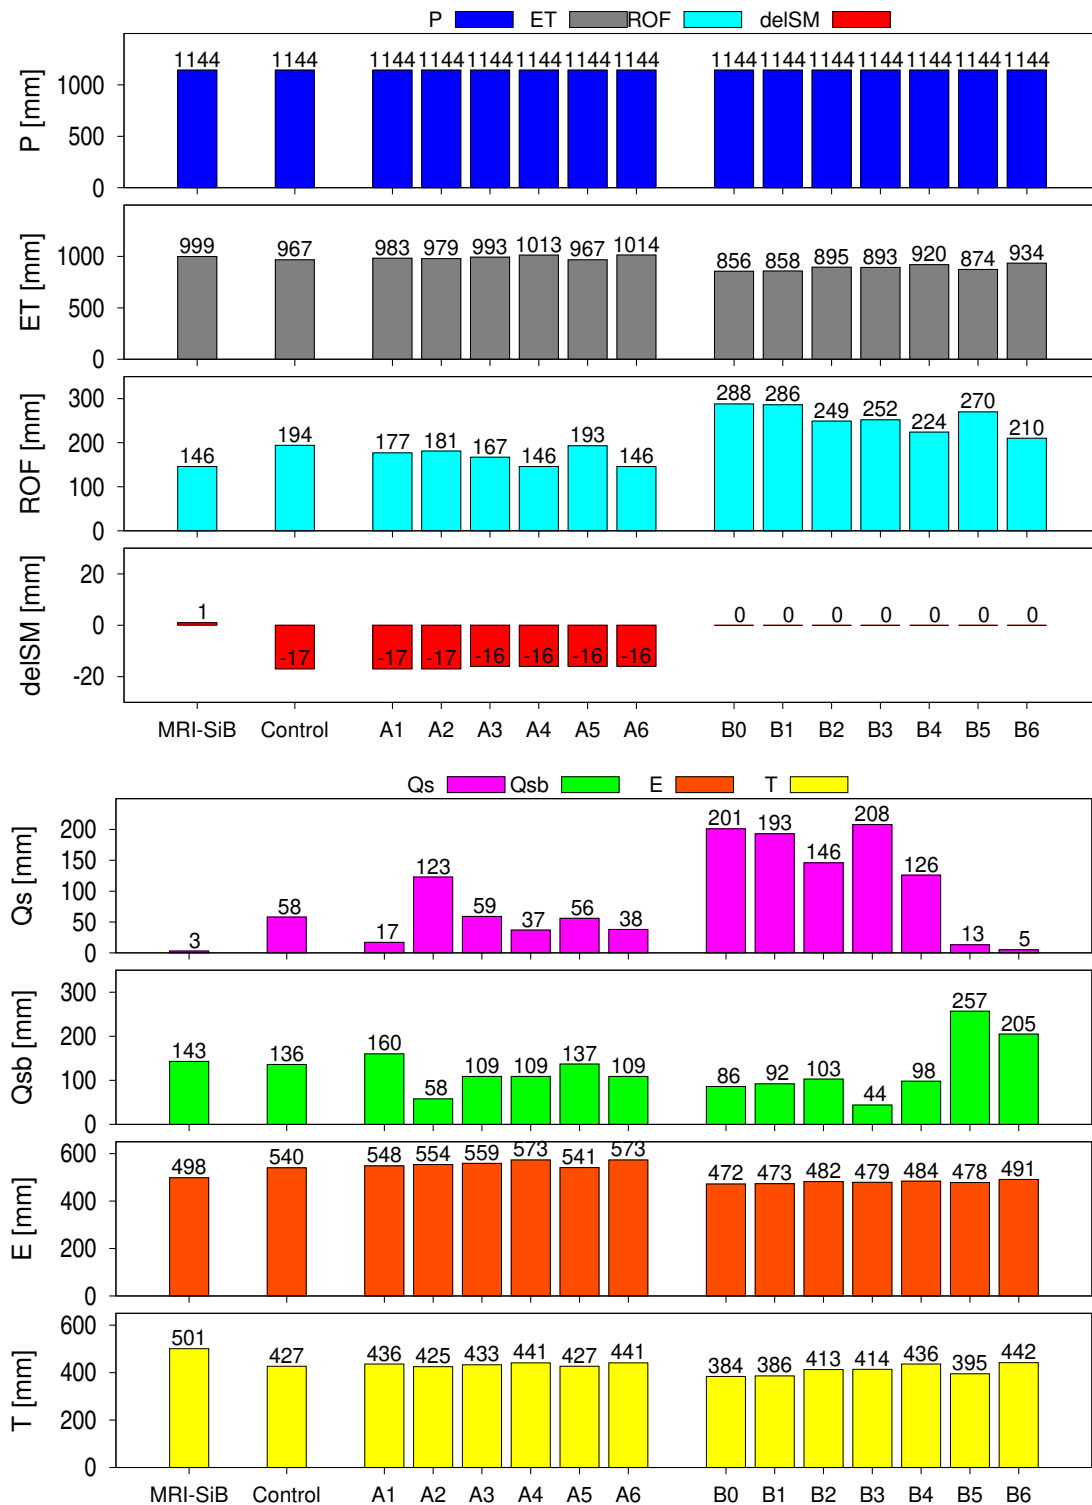 P ET ROF delSM
P [mm]
1000
500
0
1144 1144 1144 1144 1144 1144 1144 1144 1144 1144 1144 1144 1144 1144 1144
ET [mm]
1000
500
0
999 967 983 979 993 1013 967 1014 856 858 895 893 920 874 934
ROF [mm]
300
200
100
0
146 194 177 181 167 146 193 146 288 286 249 252 224 270 210
delSM [mm]
20
0
-20
1 -17 -17 -17 -16 -16 -16 -16 0 0 0 0 0 0 0
MRI-SiB Control A1 A2 A3 A4 A5 A6 B0 B1 B2 B3 B4 B5 B6
Qs Qsb E T
Qs [mm]
200
150
100
50
0
3 58 17 123 59 37 56 38 201 193 146 208 126 13 5
Qsb [mm]
300
200
100
0
143 136 160 58 109 109 137 109 86 92 103 44 98 257 205
E [mm]
600
400
200
0
498 540 548 554 559 573 541 573 472 473 482 479 484 478 491
T [mm]
600
400
200
0
501 427 436 425 433 441 427 441 384 386 413 414 436 395 442
MRI-SiB Control A1 A2 A3 A4 A5 A6 B0 B1 B2 B3 B4 B5 B6